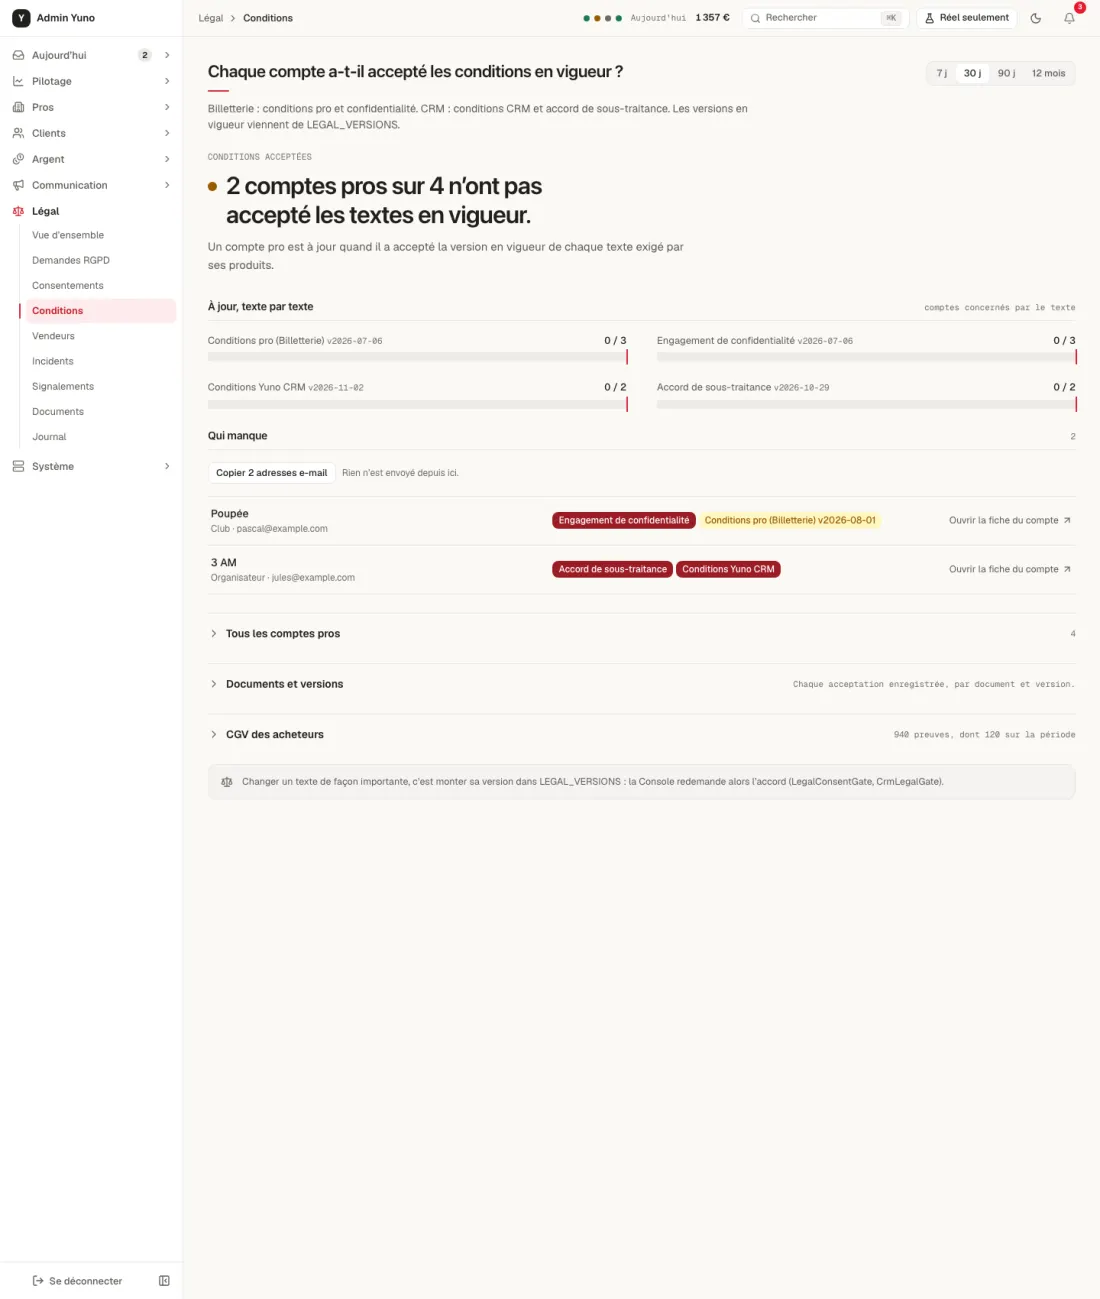 Y Admin Yuno
Aujourd'hui 2
Pilotage
Pros
Clients
Argent
Communication
Légal
Vue d'ensemble
Demandes RGPD
Consentements
Conditions
Vendeurs
Incidents
Signalements
Documents
Journal
Système
Se déconnecter
Légal > Conditions
Aujourd'hui 1 357 €
Rechercher ⌘K
Réel seulement
3
Chaque compte a-t-il accepté les conditions en vigueur ?
7 j 30 j 90 j 12 mois
Billetterie : conditions pro et confidentialité. CRM : conditions CRM et accord de sous-traitance. Les versions en
vigueur viennent de LEGAL_VERSIONS.
CONDITIONS ACCEPTÉES
2 comptes pros sur 4 n'ont pas
accepté les textes en vigueur.
Un compte pro est à jour quand il a accepté la version en vigueur de chaque texte exigé par
ses produits.
À jour, texte par texte
comptes concernés par le texte
Conditions pro (Billetterie) v2026-07-06 0 / 3
Engagement de confidentialité v2026-07-06 0 / 3
Conditions Yuno CRM v2026-11-02 0 / 2
Accord de sous-traitance v2026-10-29 0 / 2
Qui manque 2
Copier 2 adresses e-mail Rien n'est envoyé depuis ici.
Poupée
Club · pascal@example.com
Engagement de confidentialité Conditions pro (Billetterie) v2026-08-01
Ouvrir la fiche du compte ↗
3 AM
Organisateur · jules@example.com
Accord de sous-traitance Conditions Yuno CRM
Ouvrir la fiche du compte ↗
Tous les comptes pros 4
Documents et versions Chaque acceptation enregistrée, par document et version.
CGV des acheteurs 940 preuves, dont 120 sur la période
Changer un texte de façon importante, c'est monter sa version dans LEGAL_VERSIONS : la Console redemande alors l'accord (LegalConsentGate, CrmLegalGate).